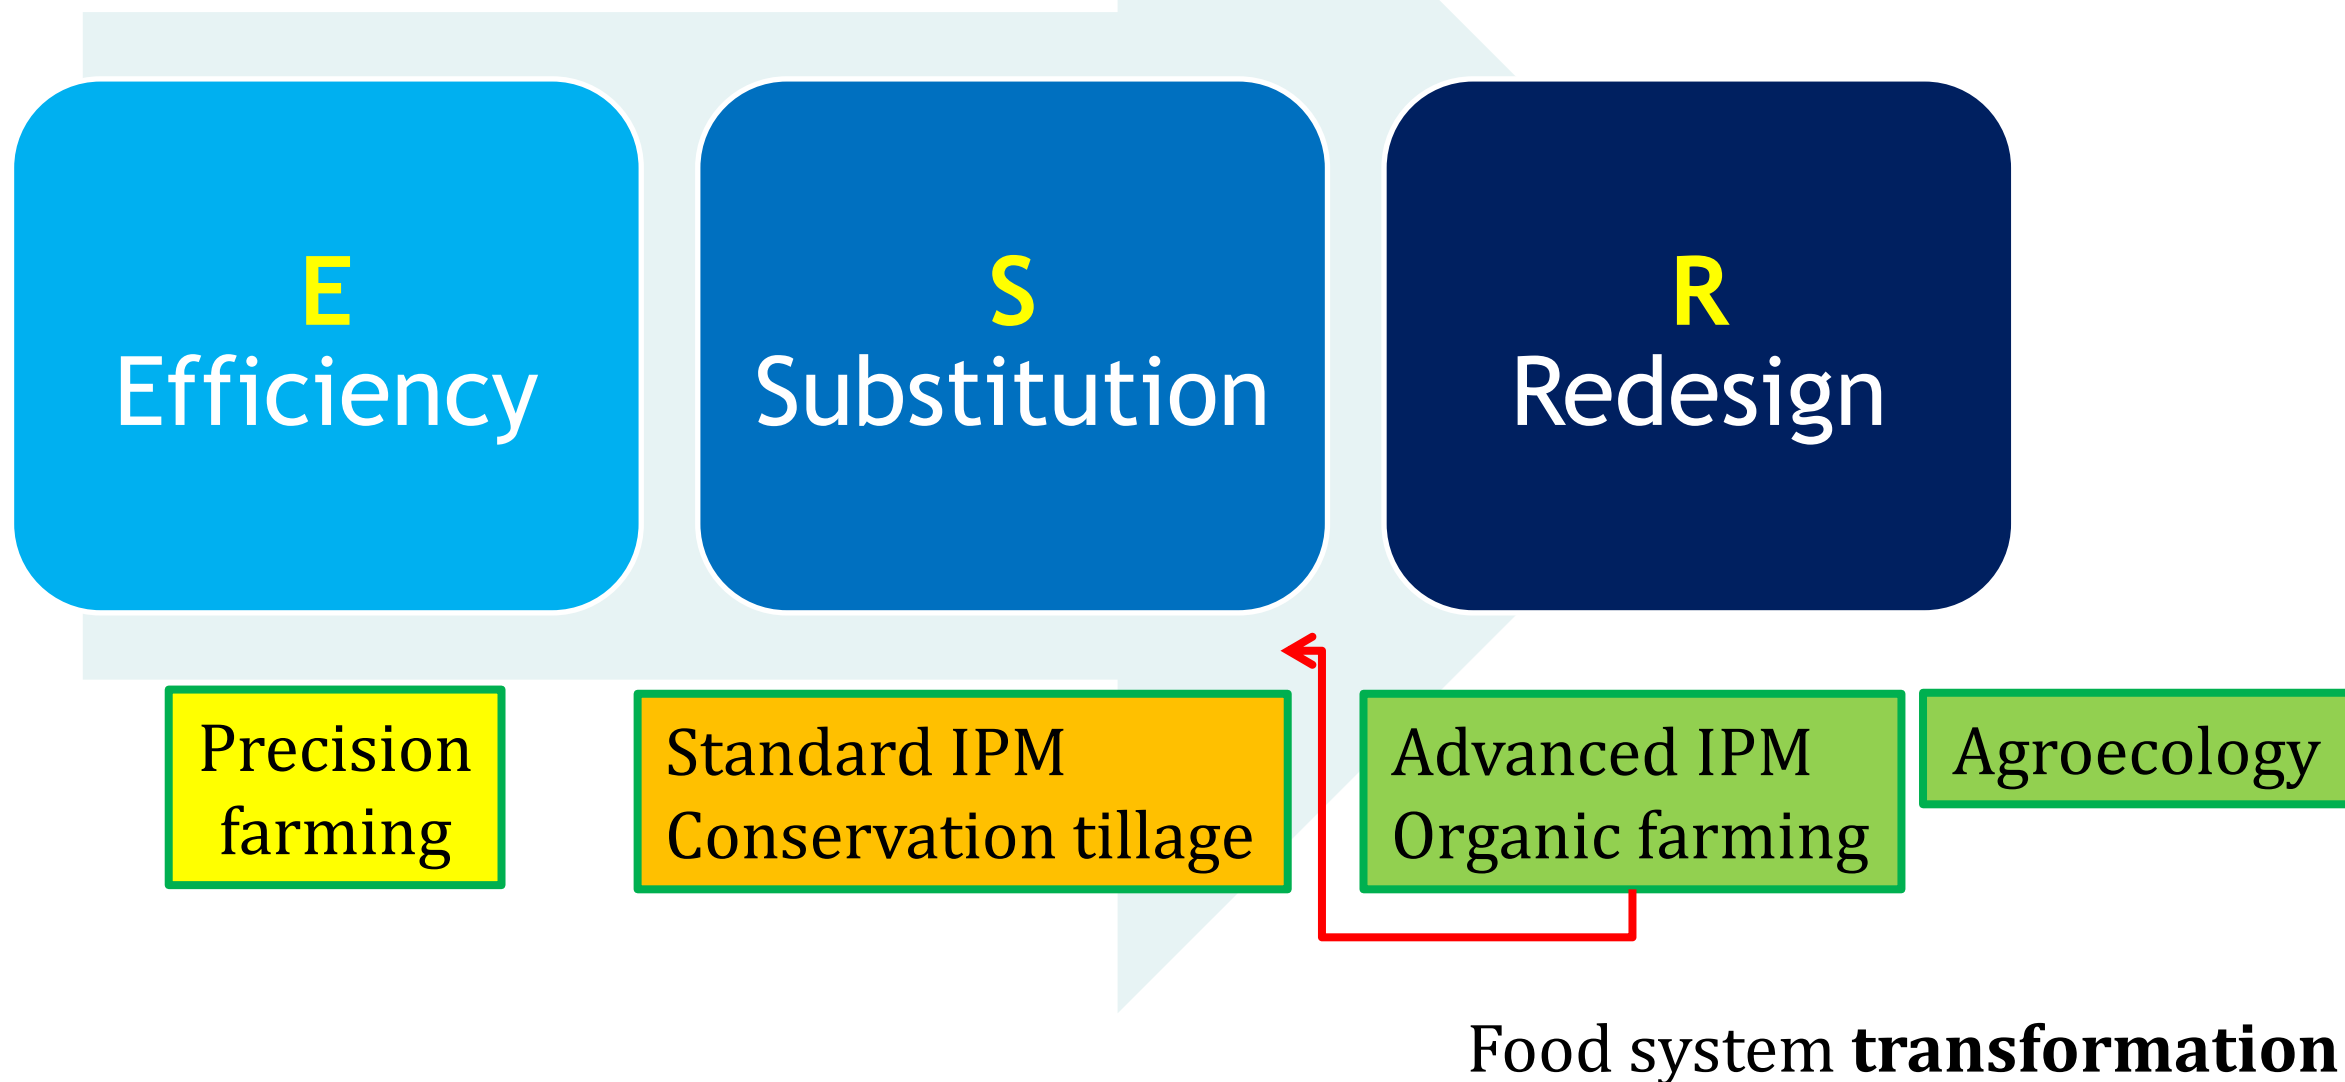 E
Efficiency
S
Substitution
R
Redesign
Precision
farming
Standard IPM
Conservation tillage
Advanced IPM
Organic farming
Agroecology
Food system transformation